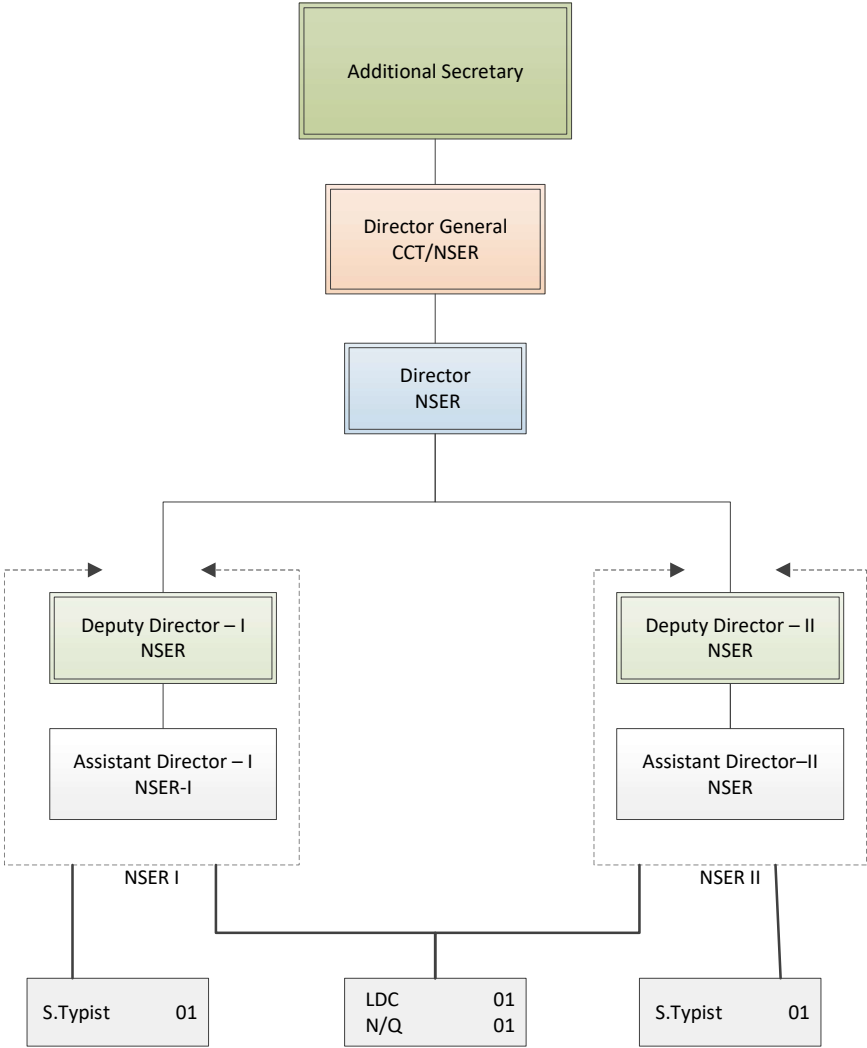 Additional Secretary
Director General
CCT/NSER
Director
NSER
Deputy Director – I
NSER
Deputy Director – II
NSER
Assistant Director – I
NSER-I
Assistant Director–II
NSER
NSER I
NSER II
S.Typist 01
LDC 01
N/Q 01
S.Typist 01